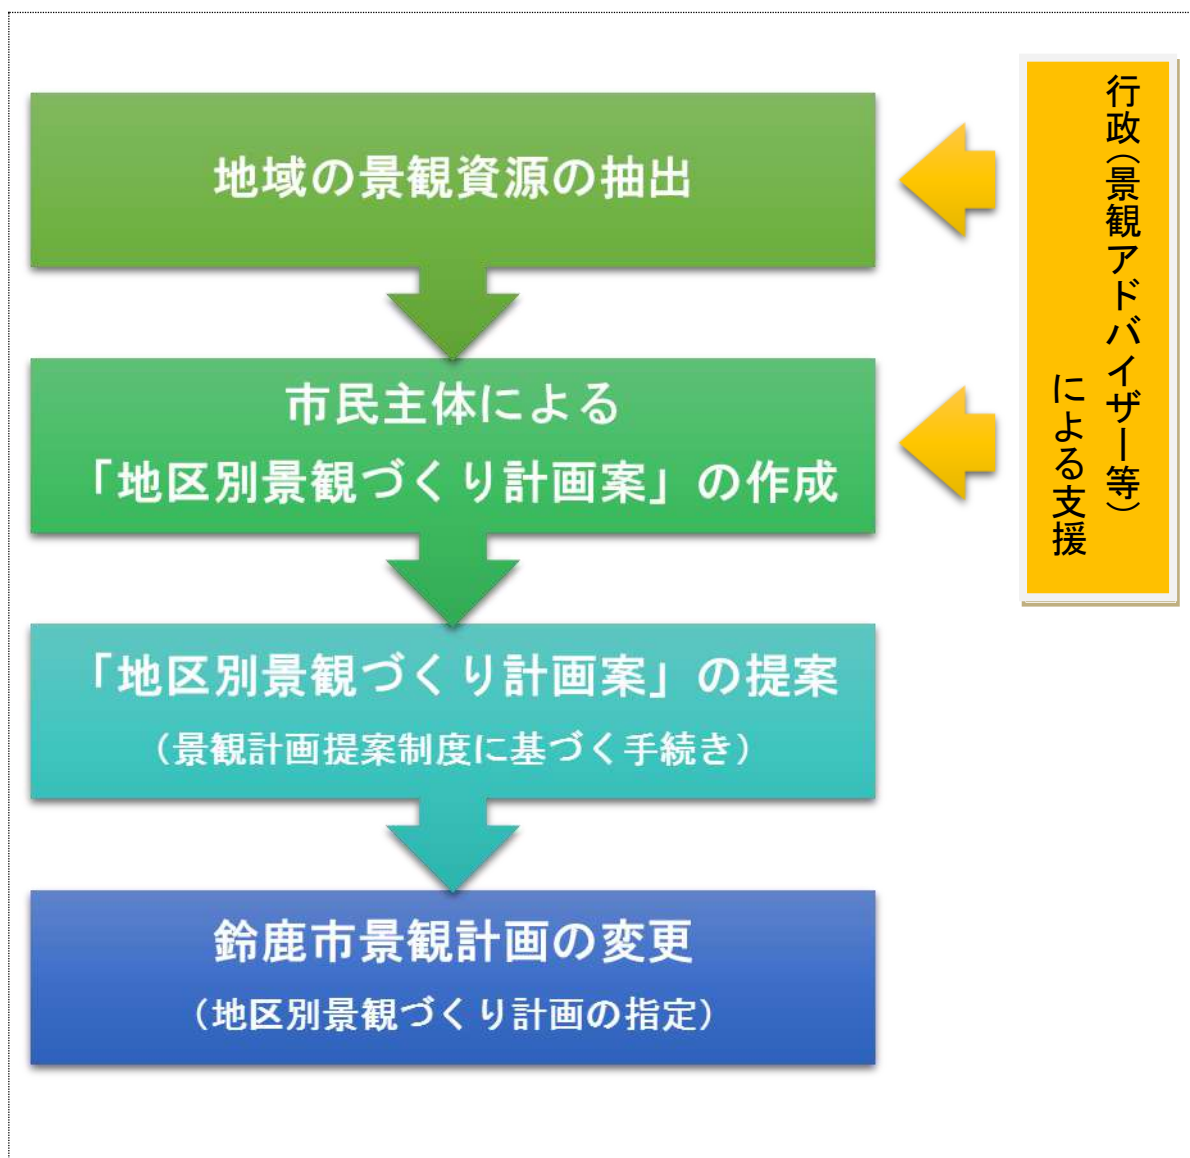 地域の景観資源の抽出
市民主体による
「地区別景観づくり計画案」の作成
「地区別景観づくり計画案」の提案
（景観計画提案制度に基づく手続き）
鈴鹿市景観計画の変更
（地区別景観づくり計画の指定）
行政（景観アドバイザー等）
による支援